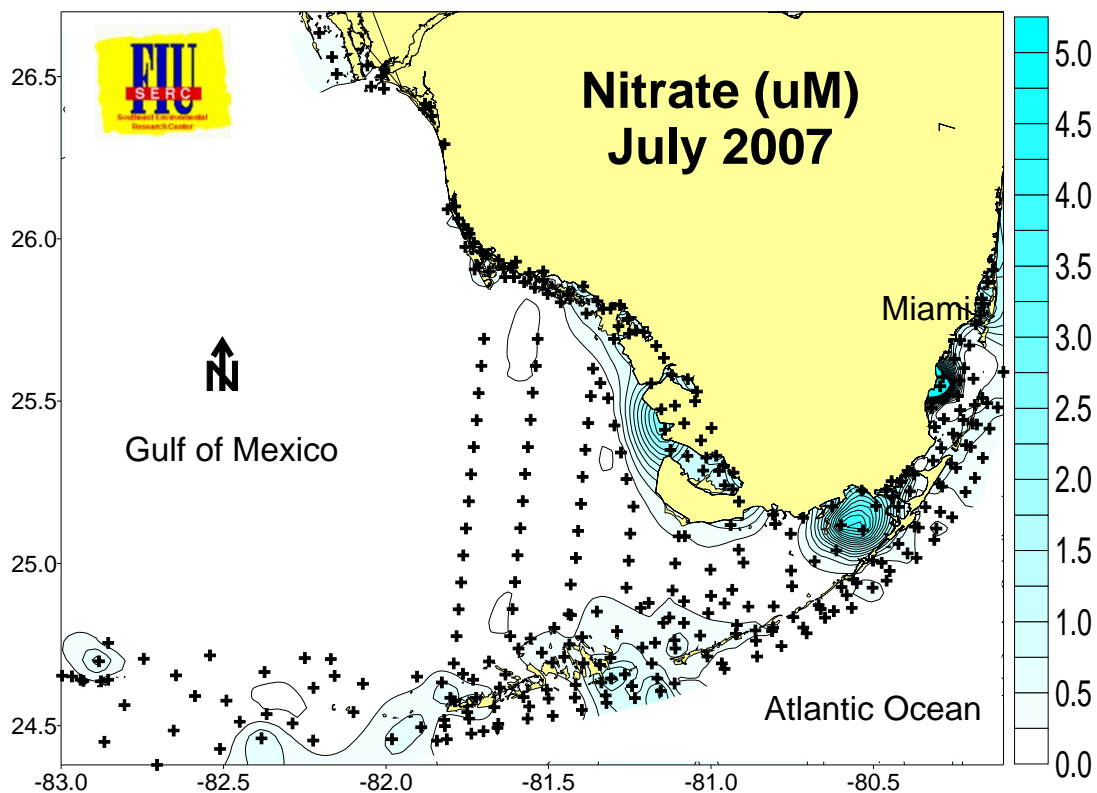 FIU
SERC
Southeast Environmental
Research Center
Nitrate (uM)
July 2007
Miami
N
Gulf of Mexico
Atlantic Ocean
26.5
26.0
25.5
25.0
24.5
-83.0 -82.5 -82.0 -81.5 -81.0 -80.5
5.0
4.5
4.0
3.5
3.0
2.5
2.0
1.5
1.0
0.5
0.0